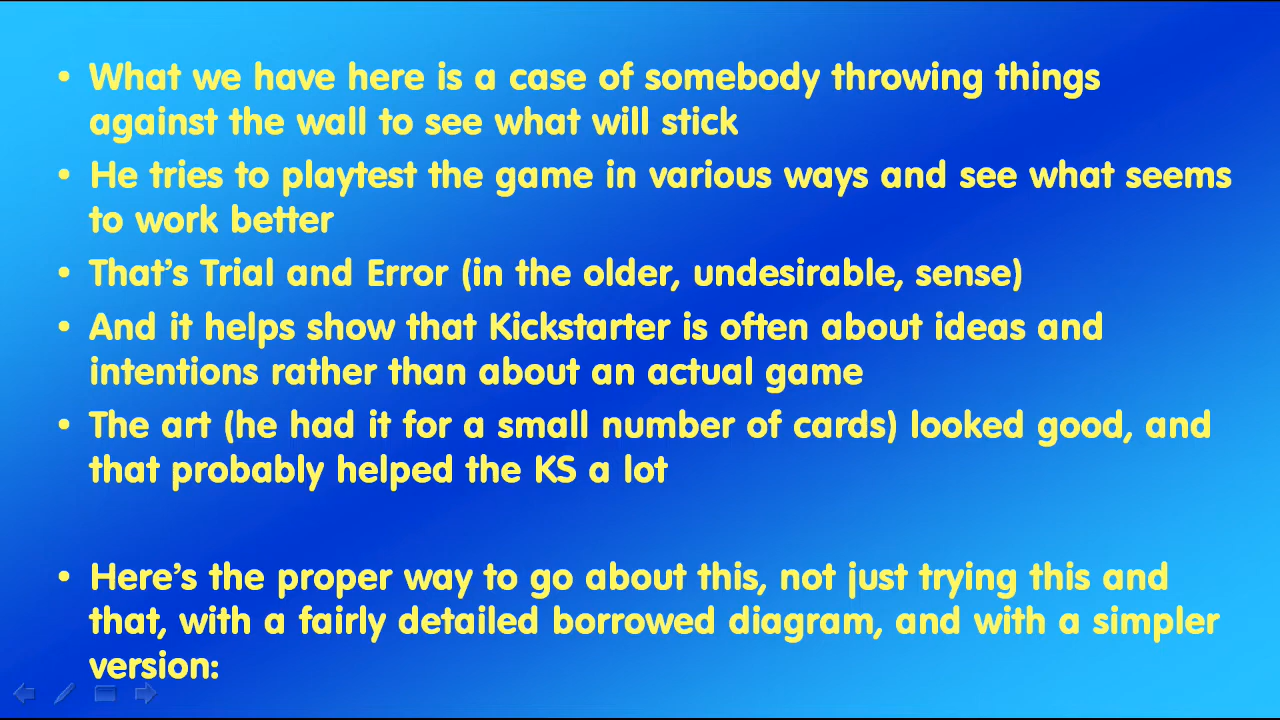 • What we have here is a case of somebody throwing things
against the wall to see what will stick
• He tries to playtest the game in various ways and see what seems
to work better
• That’s Trial and Error (in the older, undesirable, sense)
• And it helps show that Kickstarter is often about ideas and
intentions rather than about an actual game
• The art (he had it for a small number of cards) looked good, and
that probably helped the KS a lot
• Here’s the proper way to go about this, not just trying this and
that, with a fairly detailed borrowed diagram, and with a simpler
version: